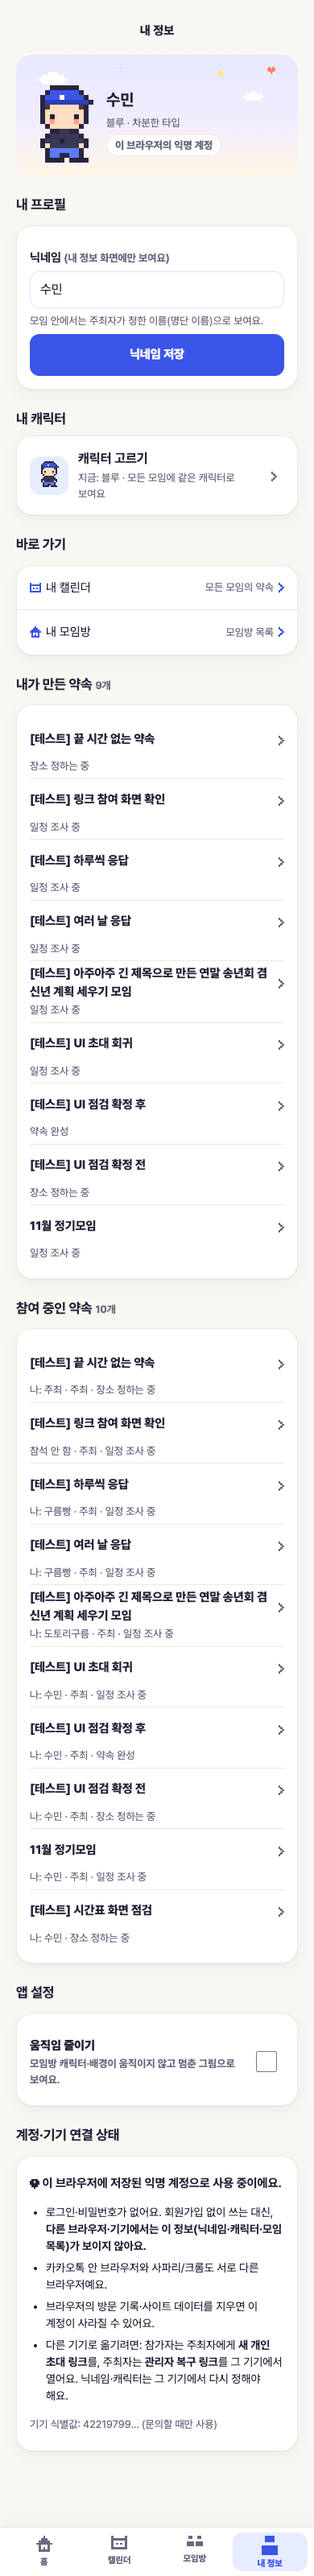 내 정보
수민
블루 · 차분한 타입
이 브라우저의 익명 계정
내 프로필
닉네임 (내 정보 화면에만 보여요)
수민
모임 안에서는 주최자가 정한 이름(명단 이름)으로 보여요.
닉네임 저장
내 캐릭터
캐릭터 고르기
지금: 블루 · 모든 모임에 같은 캐릭터로
보여요
바로 가기
내 캘린더 모든 모임의 약속
내 모임방 모임방 목록
내가 만든 약속 9개
[테스트] 끝 시간 없는 약속
장소 정하는 중
[테스트] 링크 참여 화면 확인
일정 조사 중
[테스트] 하루씩 응답
일정 조사 중
[테스트] 여러 날 응답
일정 조사 중
[테스트] 아주아주 긴 제목으로 만든 연말 송년회 겸
신년 계획 세우기 모임
일정 조사 중
[테스트] UI 초대 회귀
일정 조사 중
[테스트] UI 점검 확정 후
약속 완성
[테스트] UI 점검 확정 전
장소 정하는 중
11월 정기모임
일정 조사 중
참여 중인 약속 10개
[테스트] 끝 시간 없는 약속
나: 주최 · 주최 · 장소 정하는 중
[테스트] 링크 참여 화면 확인
참석 안 함 · 주최 · 일정 조사 중
[테스트] 하루씩 응답
나: 구름빵 · 주최 · 일정 조사 중
[테스트] 여러 날 응답
나: 구름빵 · 주최 · 일정 조사 중
[테스트] 아주아주 긴 제목으로 만든 연말 송년회 겸
신년 계획 세우기 모임
나: 도토리구름 · 주최 · 일정 조사 중
[테스트] UI 초대 회귀
나: 수민 · 주최 · 일정 조사 중
[테스트] UI 점검 확정 후
나: 수민 · 주최 · 약속 완성
[테스트] UI 점검 확정 전
나: 수민 · 주최 · 장소 정하는 중
11월 정기모임
나: 수민 · 주최 · 일정 조사 중
[테스트] 시간표 화면 점검
나: 수민 · 장소 정하는 중
앱 설정
움직임 줄이기
모임방 캐릭터·배경이 움직이지 않고 멈춘 그림으로
보여요.
계정·기기 연결 상태
이 브라우저에 저장된 익명 계정으로 사용 중이에요.
• 로그인·비밀번호가 없어요. 회원가입 없이 쓰는 대신,
다른 브라우저·기기에서는 이 정보(닉네임·캐릭터·모임
목록)가 보이지 않아요.
• 카카오톡 안 브라우저와 사파리/크롬도 서로 다른
브라우저예요.
• 브라우저의 방문 기록·사이트 데이터를 지우면 이
계정이 사라질 수 있어요.
• 다른 기기로 옮기려면: 참가자는 주최자에게 새 개인
초대 링크를, 주최자는 관리자 복구 링크를 그 기기에서
열어요. 닉네임·캐릭터는 그 기기에서 다시 정해야
해요.
기기 식별값: 42219799… (문의할 때만 사용)
홈 캘린더 모임방 내 정보